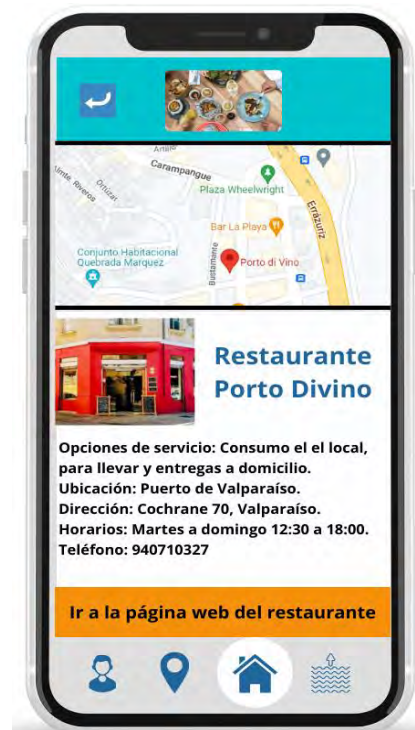 Carampangue
Plaza Wheelwright
Errázuriz
Bar La Playa
Conjunto Habitacional
Quebrada Marquez
Bustamante
Porto di Vino
Restaurante
Porto Divino
Opciones de servicio: Consumo el el local,
para llevar y entregas a domicilio.
Ubicación: Puerto de Valparaíso.
Dirección: Cochrane 70, Valparaíso.
Horarios: Martes a domingo 12:30 a 18:00.
Teléfono: 940710327
Ir a la página web del restaurante